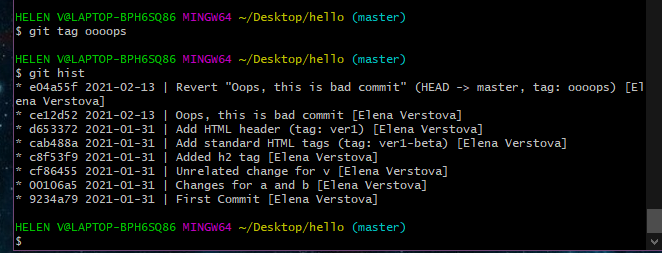 HELEN V@LAPTOP-BPH6SQ86 MINGW64 ~/Desktop/hello (master)
$ git tag oooops
HELEN V@LAPTOP-BPH6SQ86 MINGW64 ~/Desktop/hello (master)
$ git hist
* e04a55f 2021-02-13 | Revert "Oops, this is bad commit" (HEAD -> master, tag: oooops) [El
ena Verstova]
* ce12d52 2021-02-13 | Oops, this is bad commit [Elena Verstova]
* d653372 2021-01-31 | Add HTML header (tag: ver1) [Elena Verstova]
* cab488a 2021-01-31 | Add standard HTML tags (tag: ver1-beta) [Elena Verstova]
* c8f53f9 2021-01-31 | Added h2 tag [Elena Verstova]
* cf86455 2021-01-31 | Unrelated change for v [Elena Verstova]
* 00106a5 2021-01-31 | Changes for a and b [Elena Verstova]
* 9234a79 2021-01-31 | First Commit [Elena Verstova]
HELEN V@LAPTOP-BPH6SQ86 MINGW64 ~/Desktop/hello (master)
$